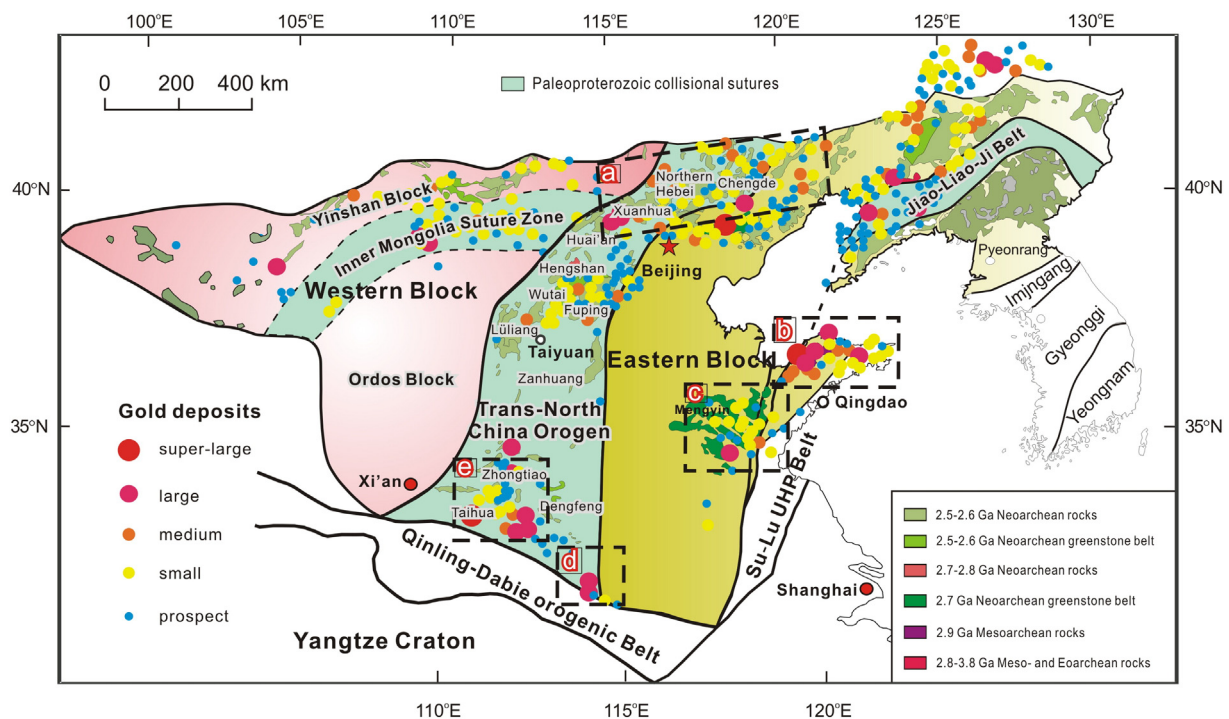 100°E
105°E
110°E
115°E
120°E
125°E
130°E
0 200 400 km
Paleoproterozoic collisional sutures
40°N
40°N
a
Northern
Hebei
Chengde
Jiao-Liao-Ji Belt
Yinshan Block
Xuanhua
Inner Mongolia Suture Zone
Huai'an
Pyeonrang
Beijing
Hengshan
Western Block
Wutai
Fuping
Imjingang
Lüliang
b
Gyeonggi
Taiyuan
Eastern Block
Ordos Block
Zanhuang
c
Qingdao
Yeongnam
Mengyin
Gold deposits
Trans-North
China Orogen
35°N
35°N
super-large
e
Zhongtiao
Xi'an
large
Taihua
Dengfeng
Su-Lu UHP Belt
medium
d
Qinling-Dabie orogenic Belt
small
Shanghai
prospect
Yangtze Craton
2.5-2.6 Ga Neoarchean rocks
2.5-2.6 Ga Neoarchean greenstone belt
2.7-2.8 Ga Neoarchean rocks
2.7 Ga Neoarchean greenstone belt
2.9 Ga Mesoarchean rocks
2.8-3.8 Ga Meso- and Eoarchean rocks
110°E
115°E
120°E